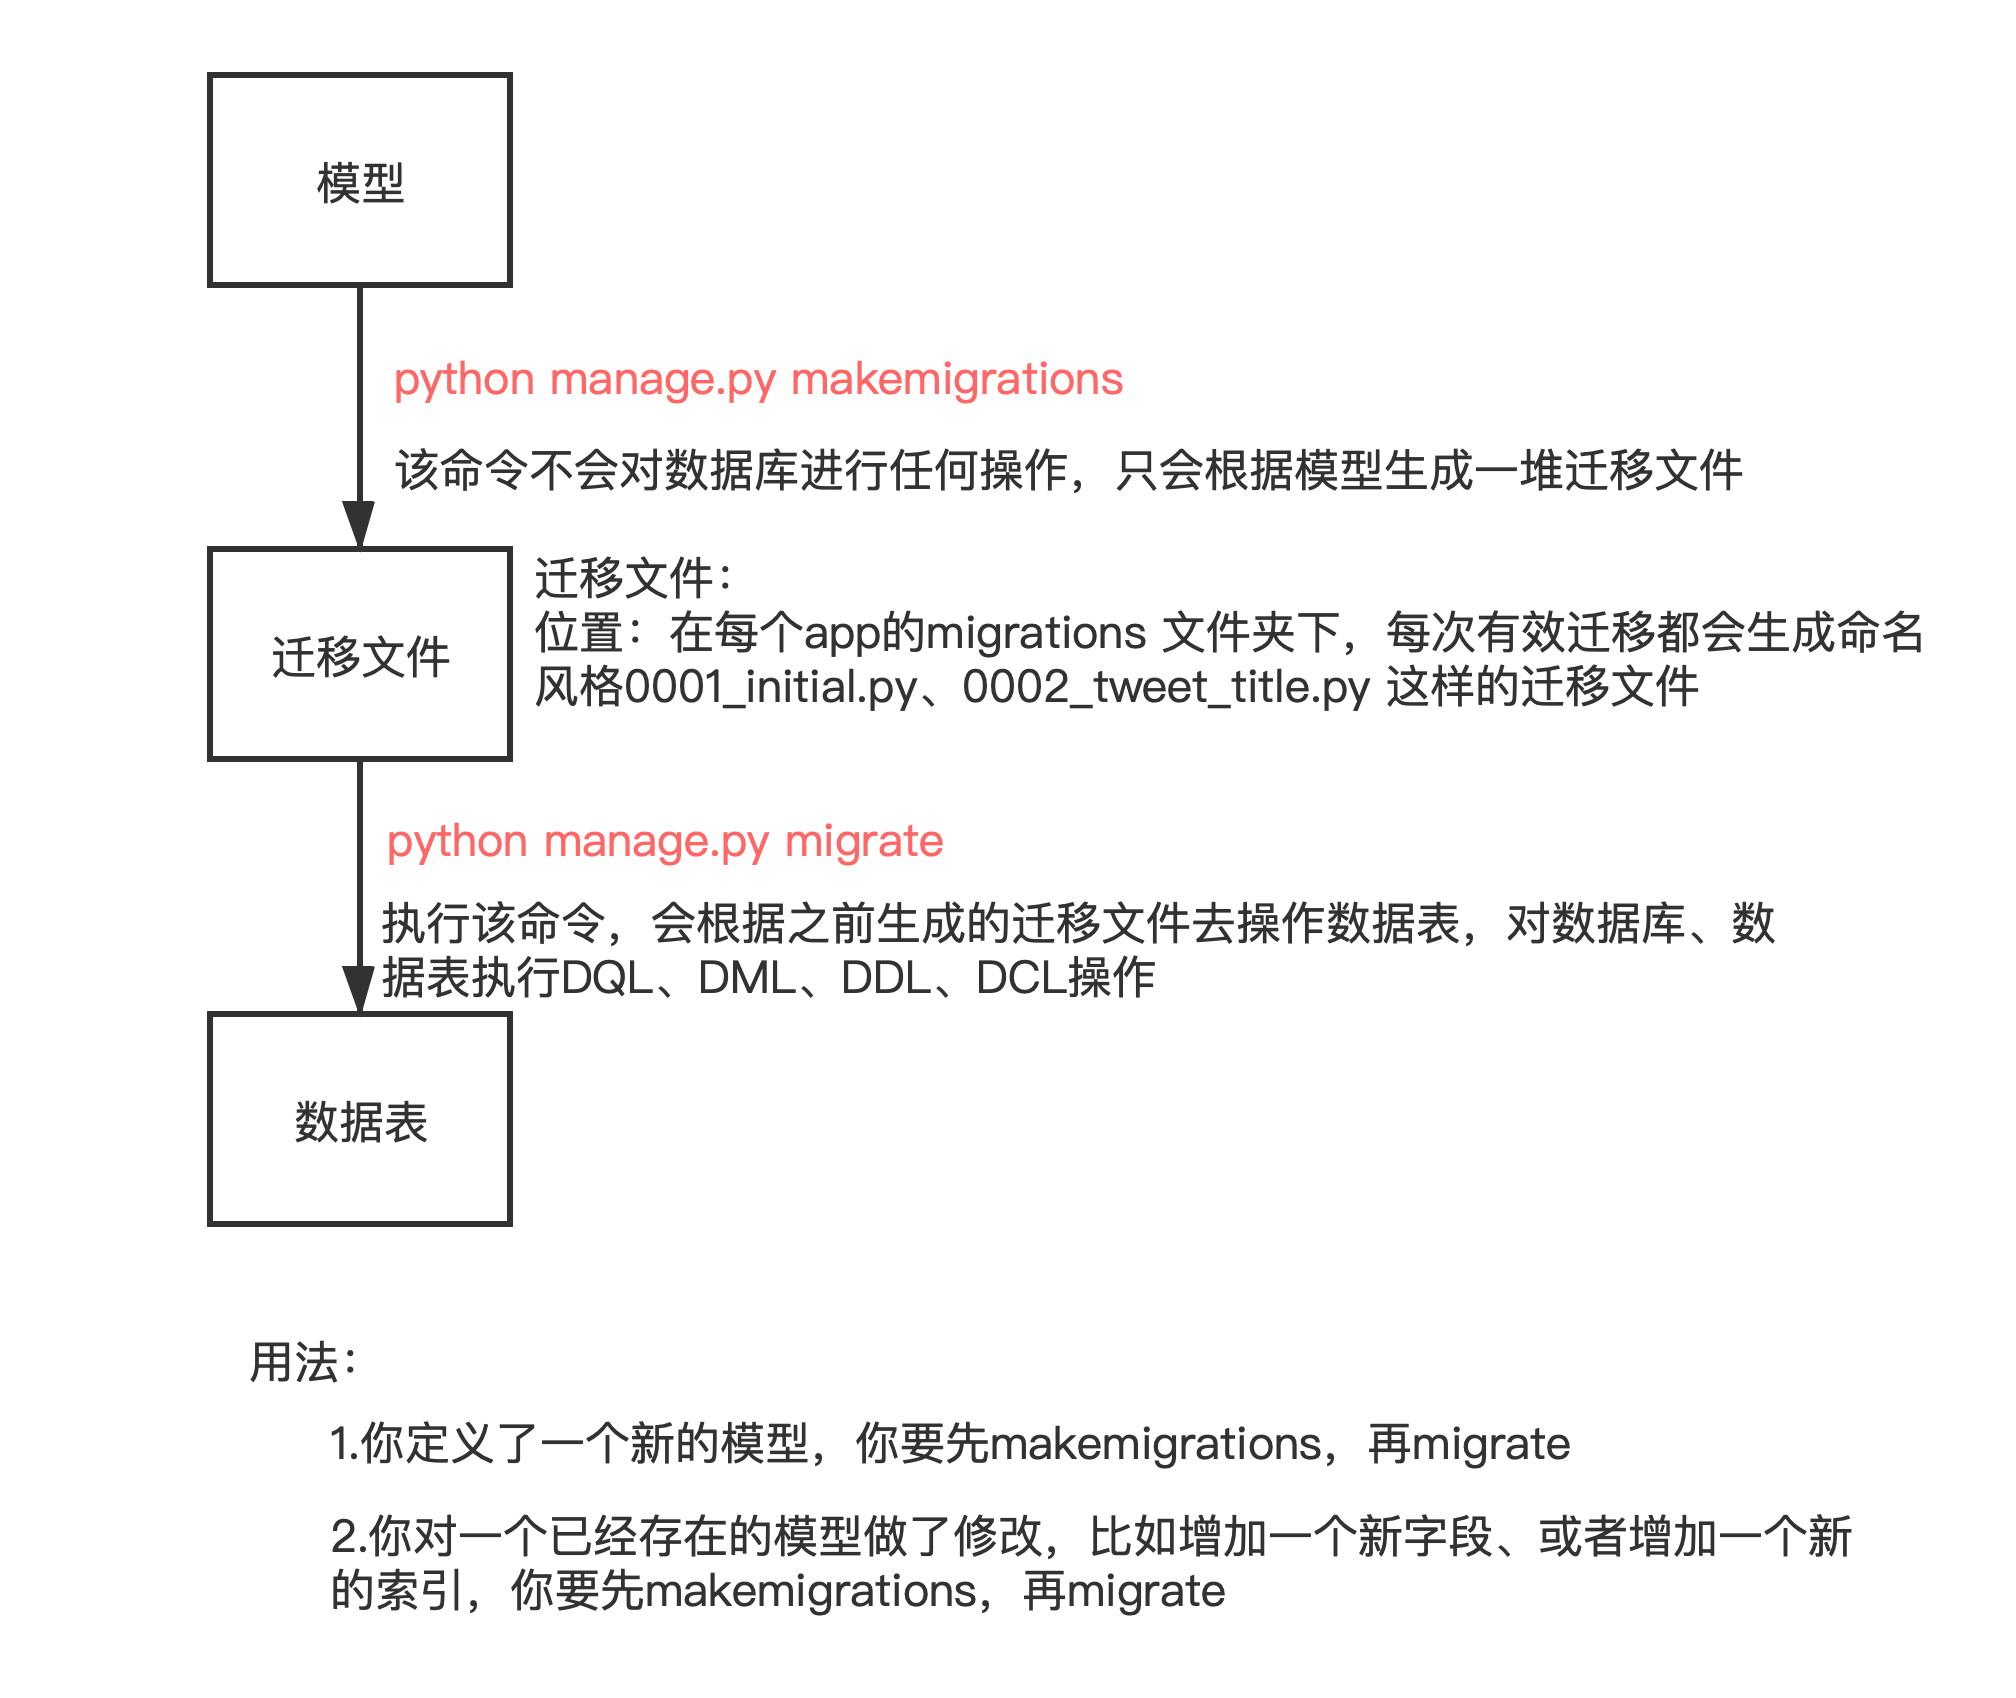 模型
python manage.py makemigrations
该命令不会对数据库进行任何操作，只会根据模型生成一堆迁移文件
迁移文件
迁移文件：
位置：在每个app的migrations 文件夹下，每次有效迁移都会生成命名
风格0001_initial.py、0002_tweet_title.py 这样的迁移文件
python manage.py migrate
执行该命令，会根据之前生成的迁移文件去操作数据表，对数据库、数
据表执行DQL、DML、DDL、DCL操作
数据表
用法：
1.你定义了一个新的模型，你要先makemigrations，再migrate
2.你对一个已经存在的模型做了修改，比如增加一个新字段、或者增加一个新
的索引，你要先makemigrations，再migrate